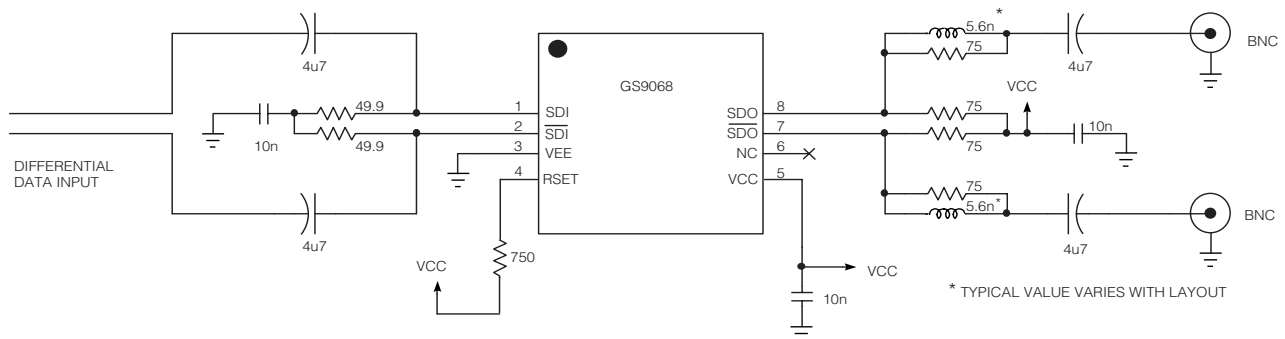 4u7
49.9
10n
49.9
DIFFERENTIAL
DATA INPUT
4u7
VCC
750
GS9068
1 SDI
2 SDI
3 VEE
4 RSET
SDO 8
SDO 7
NC 6
VCC 5
VCC
10n
5.6n*
75
4u7
BNC
VCC
75
75
10n
75
5.6n*
4u7
BNC
* TYPICAL VALUE VARIES WITH LAYOUT